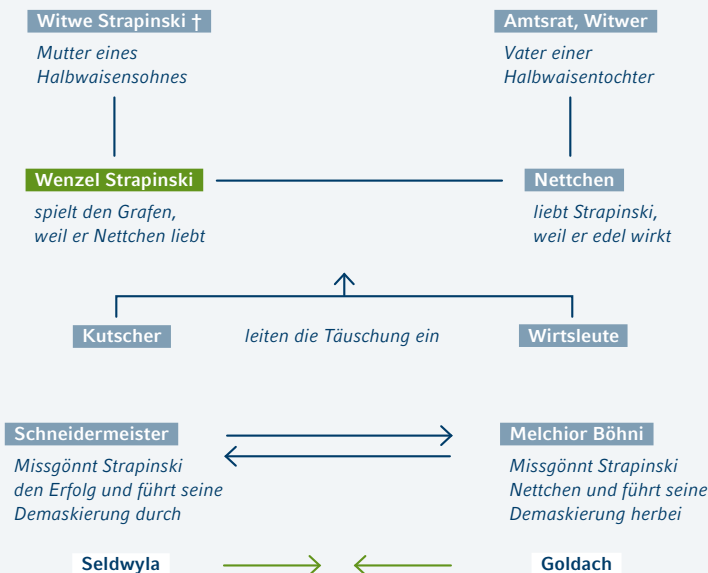 Witwe Strapinski †
Amtsrat, Witwer
Mutter eines
Halbwaisensohnes
Vater einer
Halbwaisentochter
Wenzel Strapinski
Nettchen
spielt den Grafen,
weil er Nettchen liebt
liebt Strapinski,
weil er edel wirkt
Kutscher
leiten die Täuschung ein
Wirtsleute
Schneidermeister
Melchior Böhni
Missgönnt Strapinski
den Erfolg und führt seine
Demaskierung durch
Missgönnt Strapinski
Nettchen und führt seine
Demaskierung herbei
Seldwyla
Goldach